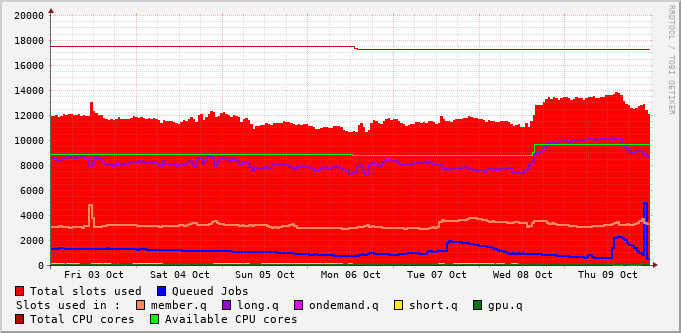 20000
18000
16000
14000
12000
10000
8000
6000
4000
2000
0
Fri 03 Oct Sat 04 Oct Sun 05 Oct Mon 06 Oct Tue 07 Oct Wed 08 Oct Thu 09 Oct
RRDTOOL / TOBI OETIKER
Total slots used Queued Jobs
Slots used in : member.q long.q ondemand.q short.q gpu.q
Total CPU cores Available CPU cores